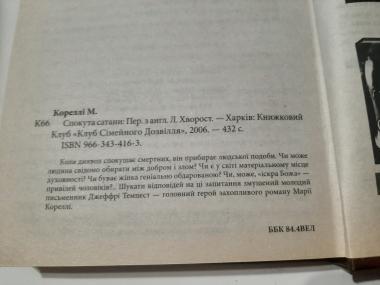 Кореллі М.
К66 Спокута сатани: Пер. з англ. Л. Хворост. — Харків: Книжковий
Клуб «Клуб Сімейного Дозвілля», 2006. — 432 с.
ISBN 966-343-416-3.
Коли диявол спокушає смертних, він прибирає людської подоби. Чи може
людина свідомо обирати між добром і злом? Чи є у світі матеріальному місце
духовності? Чи буває жінка геніально обдарованою? Чи, може, «іскра Божа» —
привілей чоловіків?.. Шукати відповідей на ці запитання змушений молодий
письменник Джеффрі Темпест — головний герой захопливого роману Марії
Кореллі.
ББК 84.4ВЕЛ